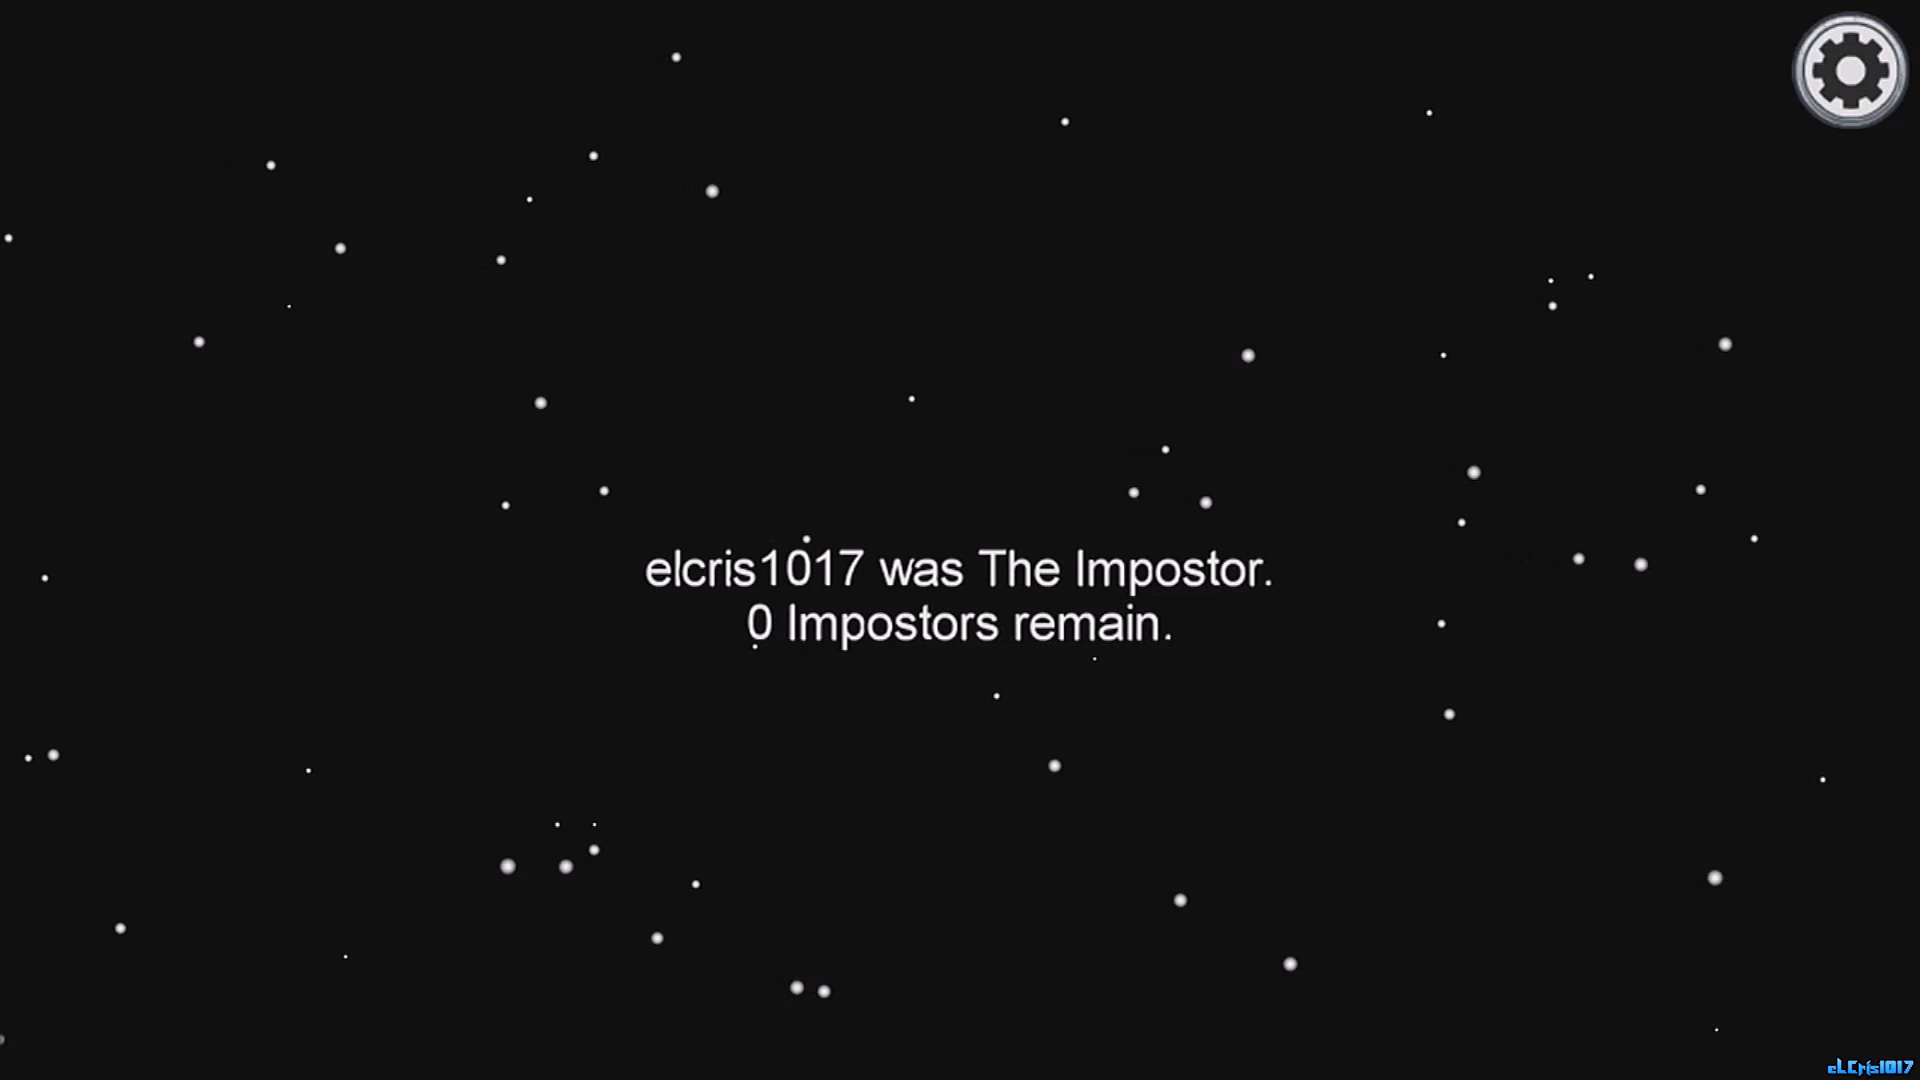 elcris1017 was The Impostor.
0 Impostors remain.
eLCris1017